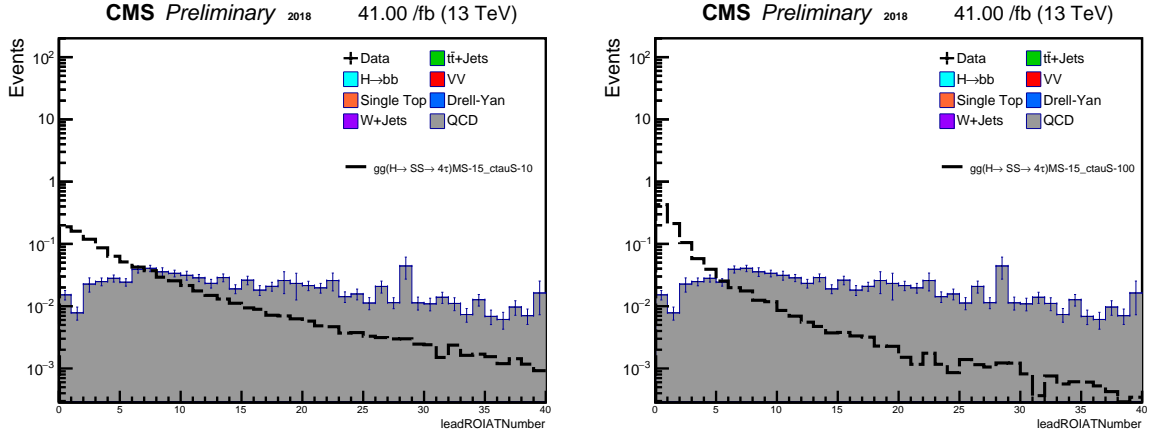 CMS Preliminary 2018 41.00 /fb (13 TeV)
Events
10²
10
1
10⁻¹
10⁻²
10⁻³
Data
tt̄+Jets
H→bb
VV
Single Top
Drell-Yan
W+Jets
QCD
gg(H→ SS→ 4τ)MS-15_ctauS-10
0 5 10 15 20 25 30 35 40
leadROIATNumber
CMS Preliminary 2018 41.00 /fb (13 TeV)
Events
10²
10
1
10⁻¹
10⁻²
10⁻³
Data
tt̄+Jets
H→bb
VV
Single Top
Drell-Yan
W+Jets
QCD
gg(H→ SS→ 4τ)MS-15_ctauS-100
0 5 10 15 20 25 30 35 40
leadROIATNumber